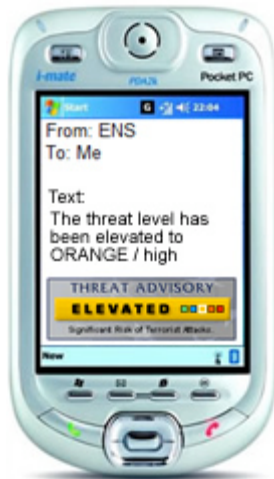 i-mate PDA2k Pocket PC
Start G 22:04
From: ENS
To: Me
Text:
The threat level has
been elevated to
ORANGE / high
THREAT ADVISORY
ELEVATED
Significant Risk of Terrorist Attacks.
New